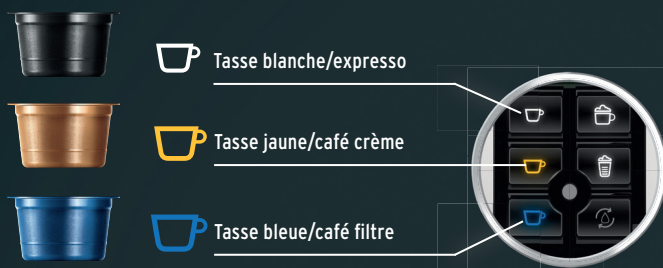 Tasse blanche/expresso
Tasse jaune/café crème
Tasse bleue/café filtre